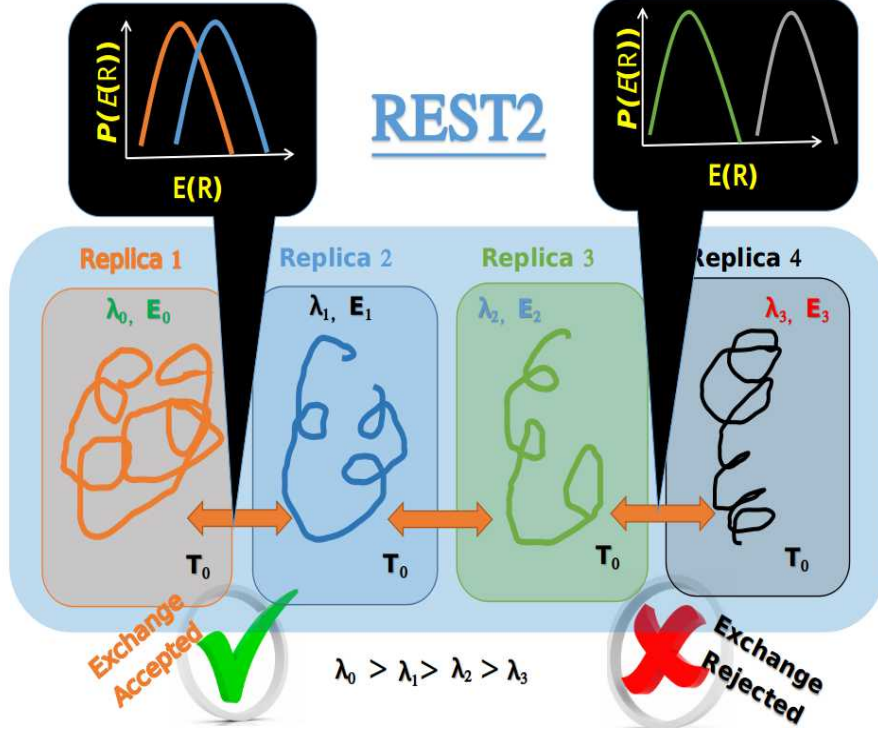 P(E(R))
E(R)
REST2
P(E(R))
E(R)
Replica 1
Replica 2
Replica 3
Replica 4
λ₀, E₀
λ₁, E₁
λ₂, E₂
λ₃, E₃
T₀
T₀
T₀
T₀
Exchange
Accepted
λ₀ > λ₁> λ₂ > λ₃
Exchange
Rejected